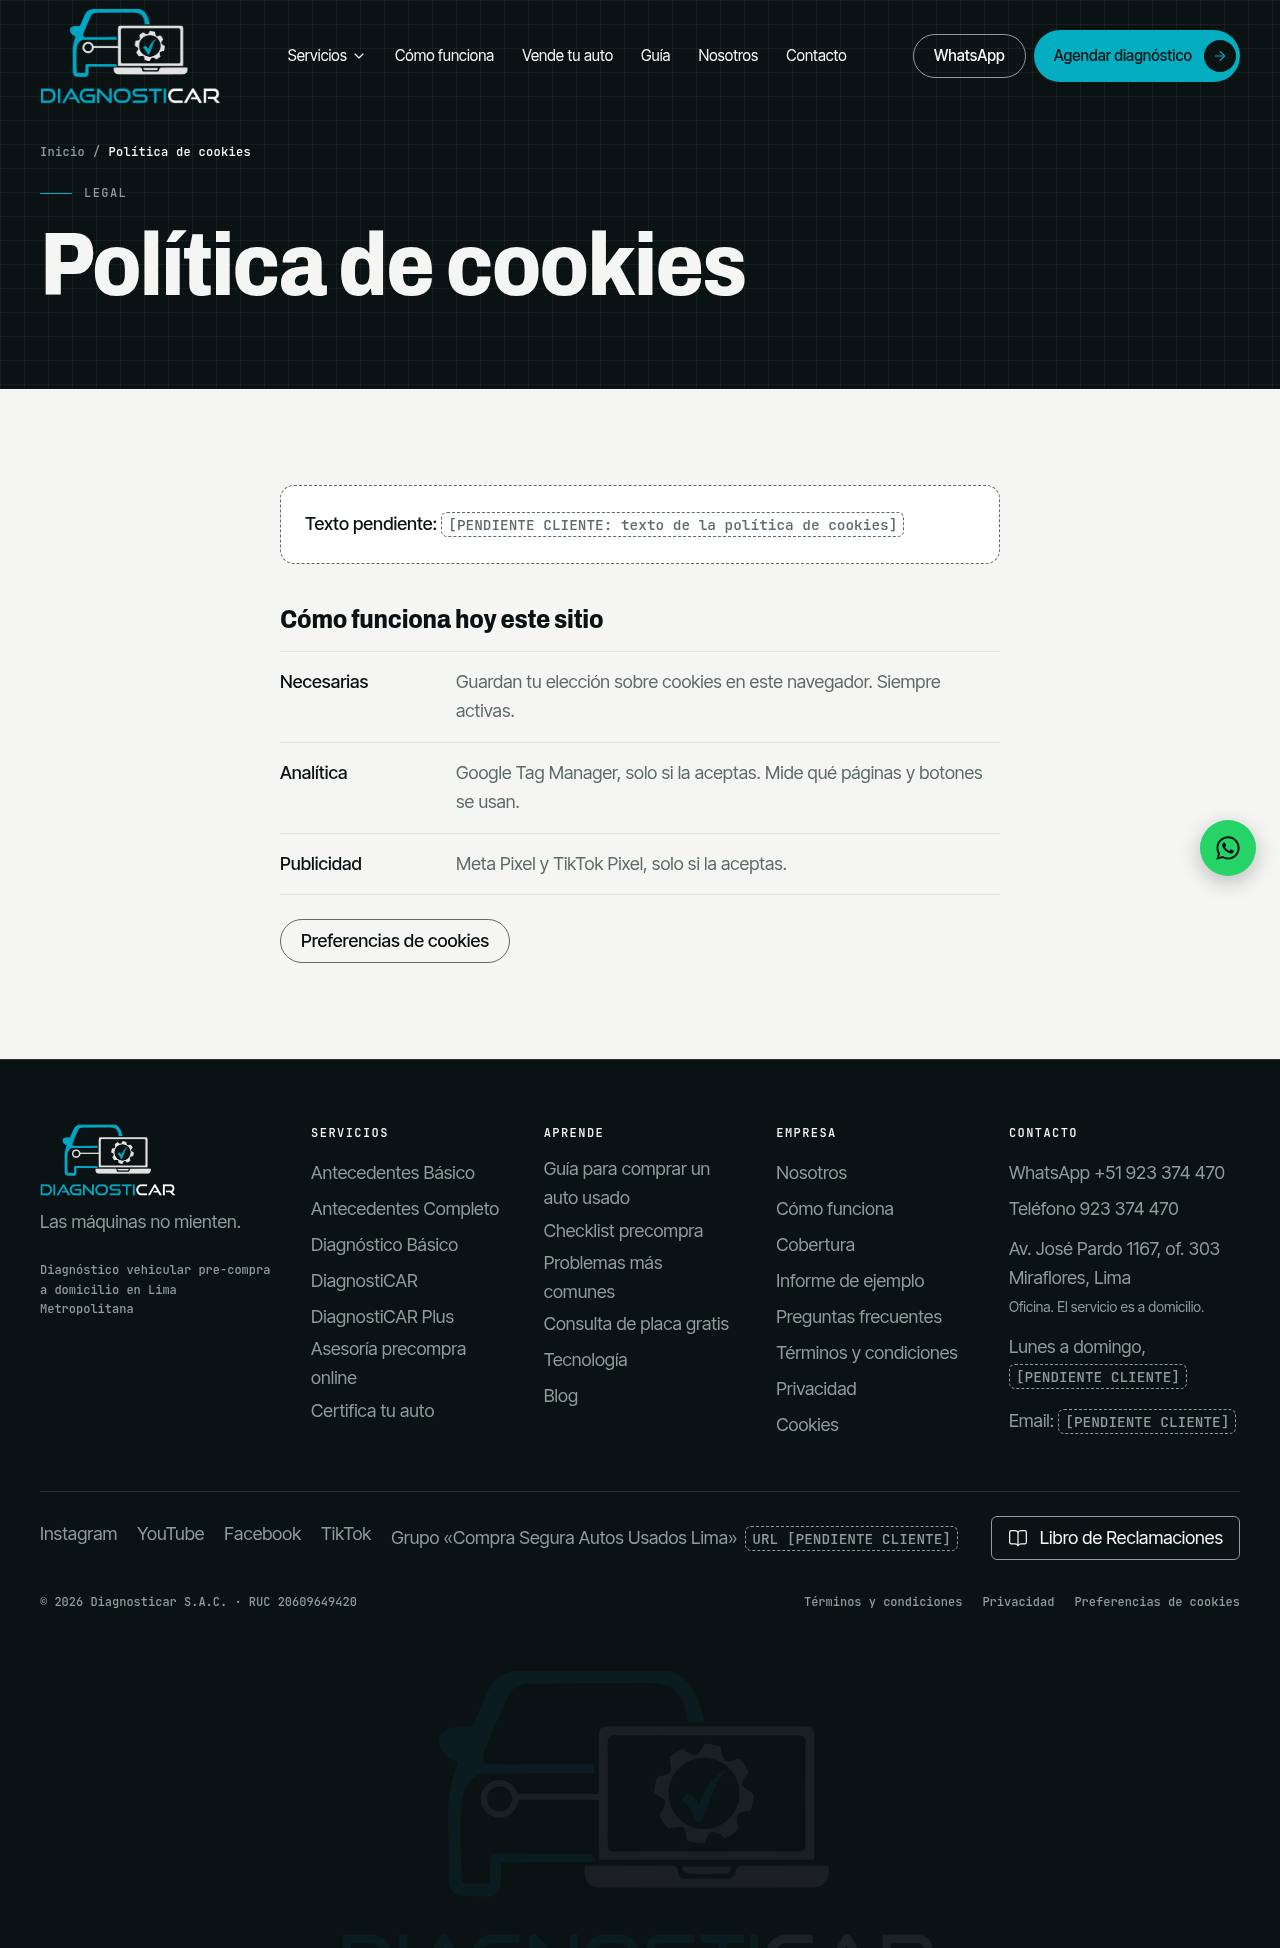 DIAGNOSTICAR
Servicios
Cómo funciona
Vende tu auto
Guía
Nosotros
Contacto
WhatsApp
Agendar diagnóstico
Inicio / Política de cookies
LEGAL
Política de cookies
Texto pendiente: [PENDIENTE CLIENTE: texto de la política de cookies]
Cómo funciona hoy este sitio
Necesarias
Guardan tu elección sobre cookies en este navegador. Siempre
activas.
Analítica
Google Tag Manager, solo si la aceptas. Mide qué páginas y botones
se usan.
Publicidad
Meta Pixel y TikTok Pixel, solo si la aceptas.
Preferencias de cookies
DIAGNOSTICAR
Las máquinas no mienten.
Diagnóstico vehicular pre-compra
a domicilio en Lima
Metropolitana
SERVICIOS
Antecedentes Básico
Antecedentes Completo
Diagnóstico Básico
DiagnostiCAR
DiagnostiCAR Plus
Asesoría precompra
online
Certifica tu auto
APRENDE
Guía para comprar un
auto usado
Checklist precompra
Problemas más
comunes
Consulta de placa gratis
Tecnología
Blog
EMPRESA
Nosotros
Cómo funciona
Cobertura
Informe de ejemplo
Preguntas frecuentes
Términos y condiciones
Privacidad
Cookies
CONTACTO
WhatsApp +51 923 374 470
Teléfono 923 374 470
Av. José Pardo 1167, of. 303
Miraflores, Lima
Oficina. El servicio es a domicilio.
Lunes a domingo,
[PENDIENTE CLIENTE]
Email: [PENDIENTE CLIENTE]
Instagram
YouTube
Facebook
TikTok
Grupo «Compra Segura Autos Usados Lima» URL [PENDIENTE CLIENTE]
Libro de Reclamaciones
© 2026 Diagnosticar S.A.C. · RUC 20609649420
Términos y condiciones
Privacidad
Preferencias de cookies
DIAGNOSTICAR